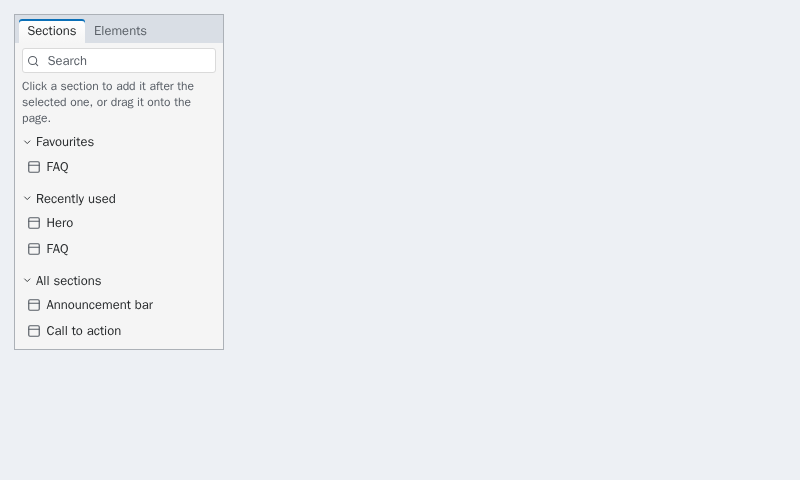 Sections Elements
Search
Click a section to add it after the
selected one, or drag it onto the
page.
Favourites
FAQ
Recently used
Hero
FAQ
All sections
Announcement bar
Call to action